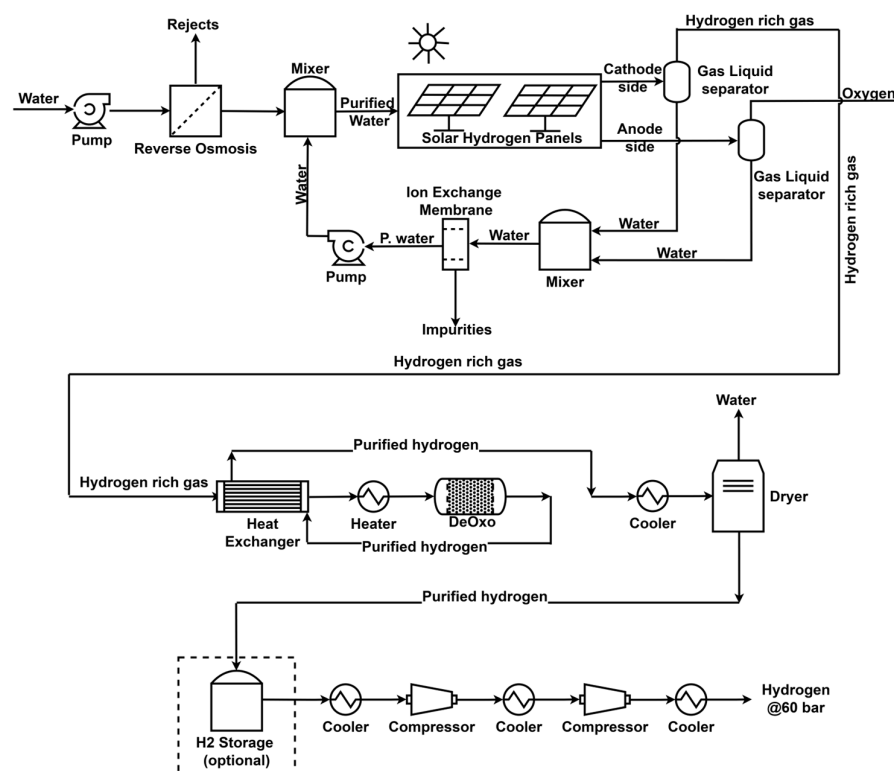 Hydrogen rich gas
Rejects
Mixer
Cathode
side
Gas Liquid
separator
Water
Purified
Water
Oxygen
Pump
Reverse Osmosis
Solar Hydrogen Panels
Anode
side
Gas Liquid
separator
Water
Ion Exchange
Membrane
Hydrogen rich gas
P. water
Water
Water
Water
Pump
Mixer
Impurities
Hydrogen rich gas
Water
Purified hydrogen
Hydrogen rich gas
Dryer
Heat
Exchanger
Heater
DeOxo
Cooler
Purified hydrogen
Purified hydrogen
Hydrogen
@60 bar
Cooler
Compressor
Cooler
Compressor
Cooler
H2 Storage
(optional)